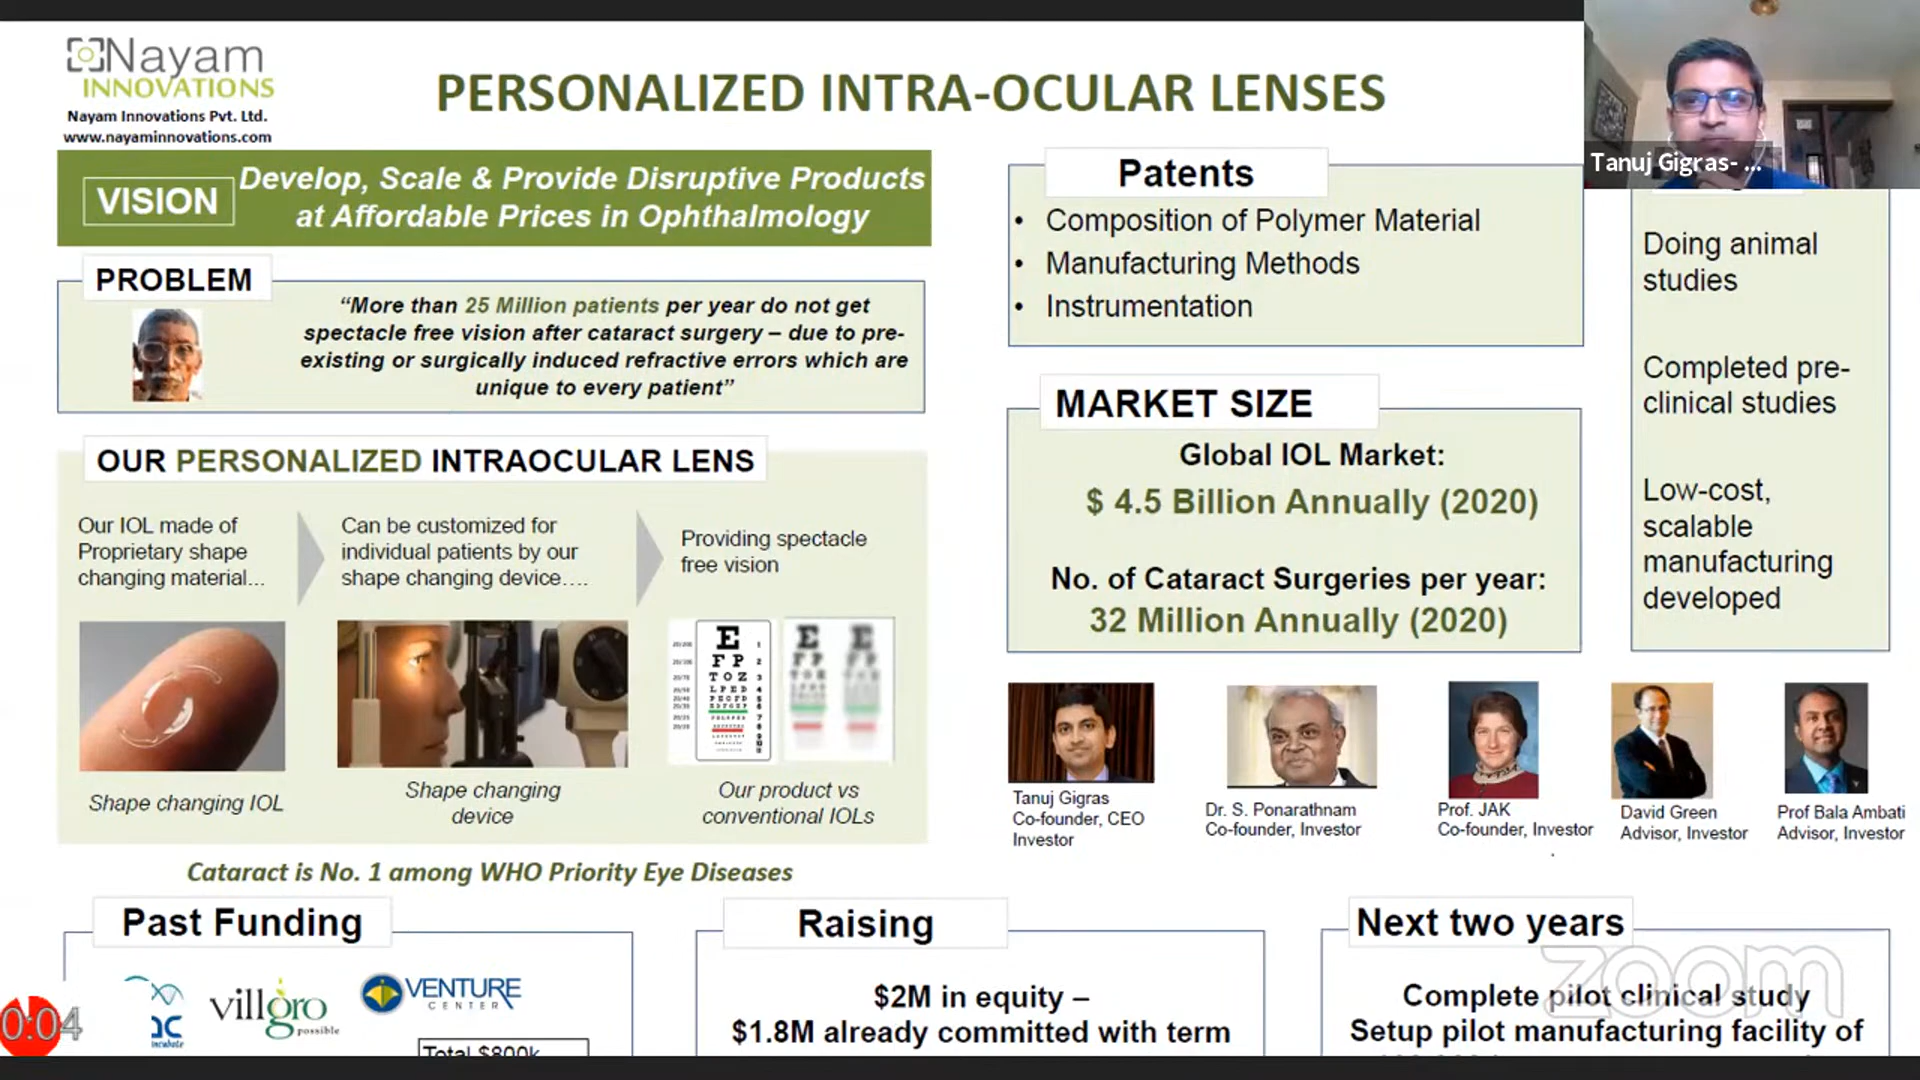 Nayam
INNOVATIONS
Nayam Innovations Pvt. Ltd.
www.nayaminnovations.com
PERSONALIZED INTRA-OCULAR LENSES
Tanuj Gigras- ...
VISION
Develop, Scale & Provide Disruptive Products
at Affordable Prices in Ophthalmology
PROBLEM
“More than 25 Million patients per year do not get
spectacle free vision after cataract surgery – due to pre-
existing or surgically induced refractive errors which are
unique to every patient”
OUR PERSONALIZED INTRAOCULAR LENS
Our IOL made of
Proprietary shape
changing material...
Can be customized for
individual patients by our
shape changing device....
Providing spectacle
free vision
E
F P
T O Z
L P E D
Shape changing IOL
Shape changing
device
Our product vs
conventional IOLs
Cataract is No. 1 among WHO Priority Eye Diseases
Patents
• Composition of Polymer Material
• Manufacturing Methods
• Instrumentation
MARKET SIZE
Global IOL Market:
$ 4.5 Billion Annually (2020)
No. of Cataract Surgeries per year:
32 Million Annually (2020)
Doing animal
studies
Completed pre-
clinical studies
Low-cost,
scalable
manufacturing
developed
Tanuj Gigras
Co-founder, CEO
Investor
Dr. S. Ponarathnam
Co-founder, Investor
Prof. JAK
Co-founder, Investor
David Green
Advisor, Investor
Prof Bala Ambati
Advisor, Investor
Past Funding
villgro
possible
VENTURE
CENTER
incubate
Total $800k
0:04
Raising
$2M in equity –
$1.8M already committed with term
Next two years
Complete pilot clinical study
Setup pilot manufacturing facility of
zoom